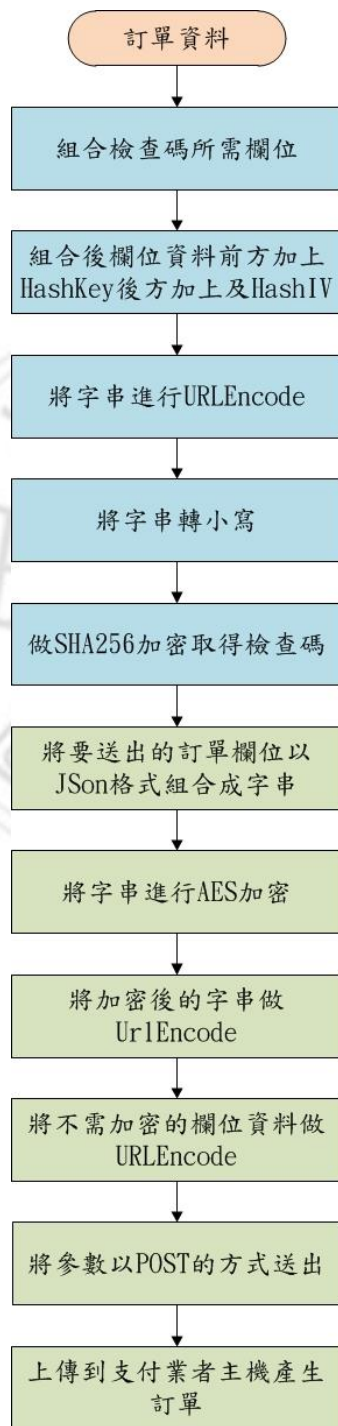 訂單資料
組合檢查碼所需欄位
組合後欄位資料前方加上
HashKey後方加上及HashIV
將字串進行URLEncode
將字串轉小寫
做SHA256加密取得檢查碼
將要送出的訂單欄位以
JSon格式組合成字串
將字串進行AES加密
將加密後的字串做
UrlEncode
將不需加密的欄位資料做
URLEncode
將參數以POST的方式送出
上傳到支付業者主機產生
訂單